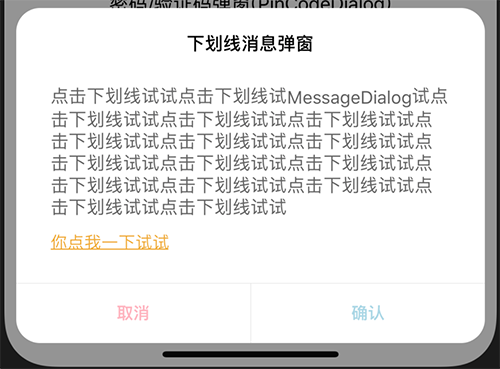 密码/验证码弹窗(PinCodeDialog)
下划线消息弹窗
点击下划线试试点击下划线试MessageDialog试点
击下划线试试点击下划线试试点击下划线试试点
击下划线试试点击下划线试试点击下划线试试点
击下划线试试点击下划线试试点击下划线试试点
击下划线试试点击下划线试试点击下划线试试点
击下划线试试点击下划线试试
你点我一下试试
取消 确认